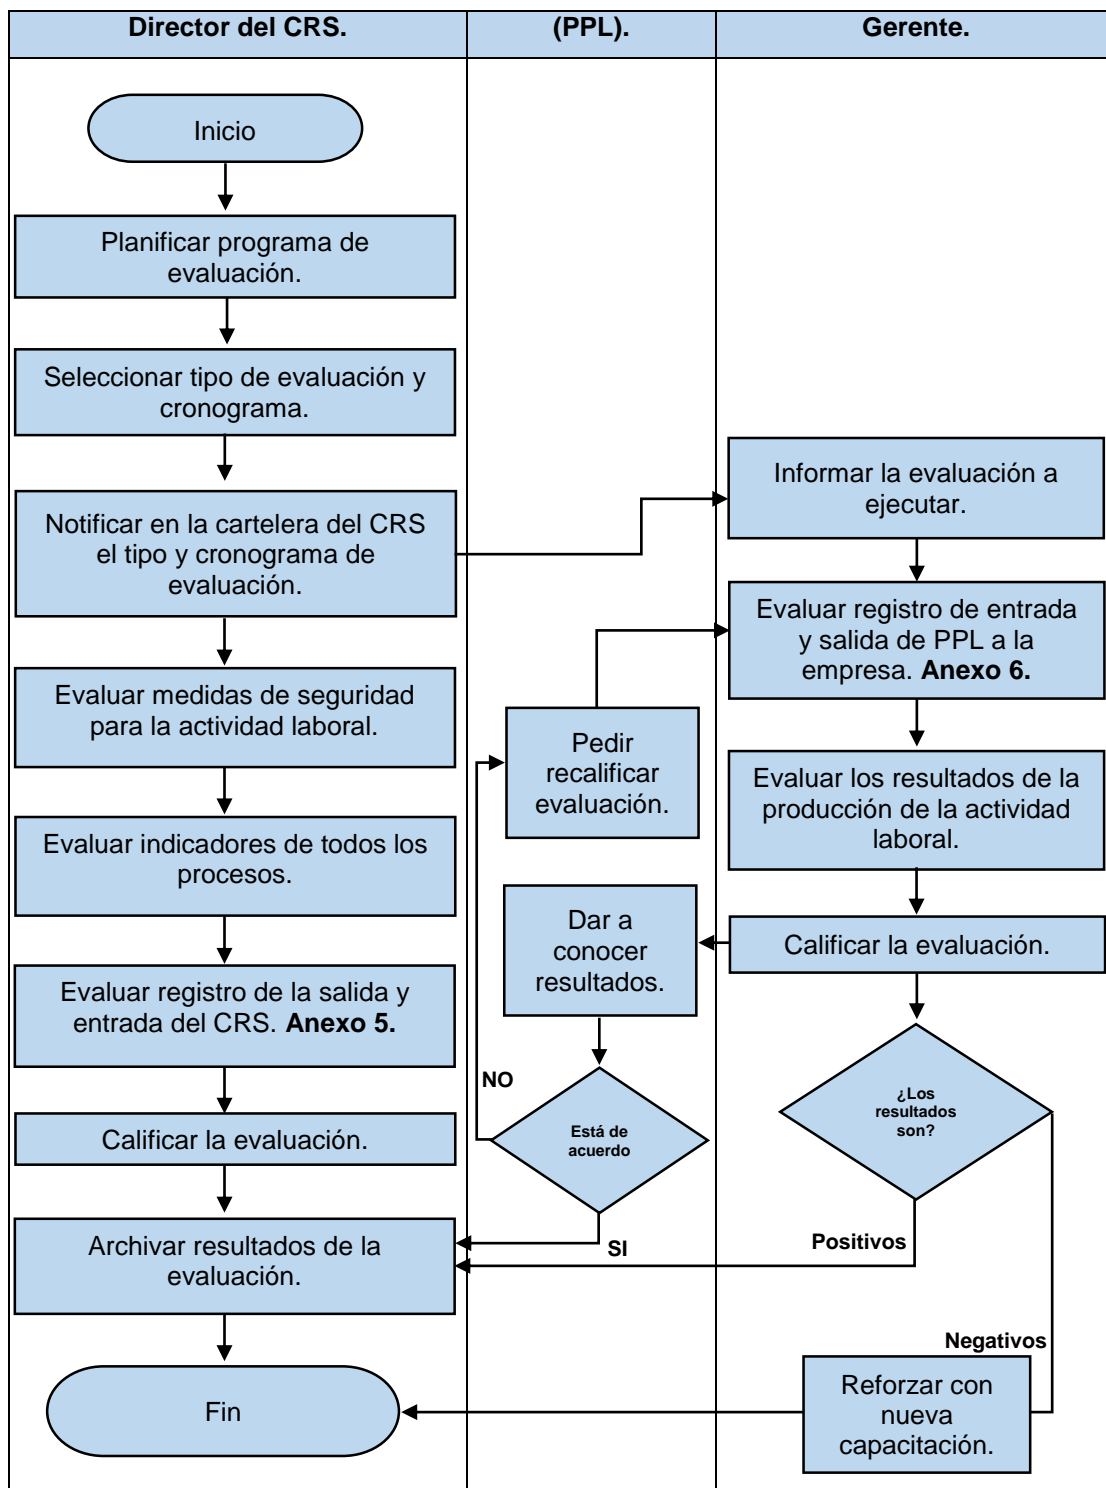 Director del CRS.
(PPL).
Gerente.
Inicio
Planificar programa de
evaluación.
Seleccionar tipo de evaluación y
cronograma.
Notificar en la cartelera del CRS
el tipo y cronograma de
evaluación.
Evaluar medidas de seguridad
para la actividad laboral.
Evaluar indicadores de todos los
procesos.
Evaluar registro de la salida y
entrada del CRS. Anexo 5.
Calificar la evaluación.
Archivar resultados de la
evaluación.
Fin
Pedir
recalificar
evaluación.
Dar a
conocer
resultados.
NO
Está de
acuerdo
SI
Informar la evaluación a
ejecutar.
Evaluar registro de entrada
y salida de PPL a la
empresa. Anexo 6.
Evaluar los resultados de la
producción de la actividad
laboral.
Calificar la evaluación.
¿Los
resultados
son?
Positivos
Negativos
Reforzar con
nueva
capacitación.